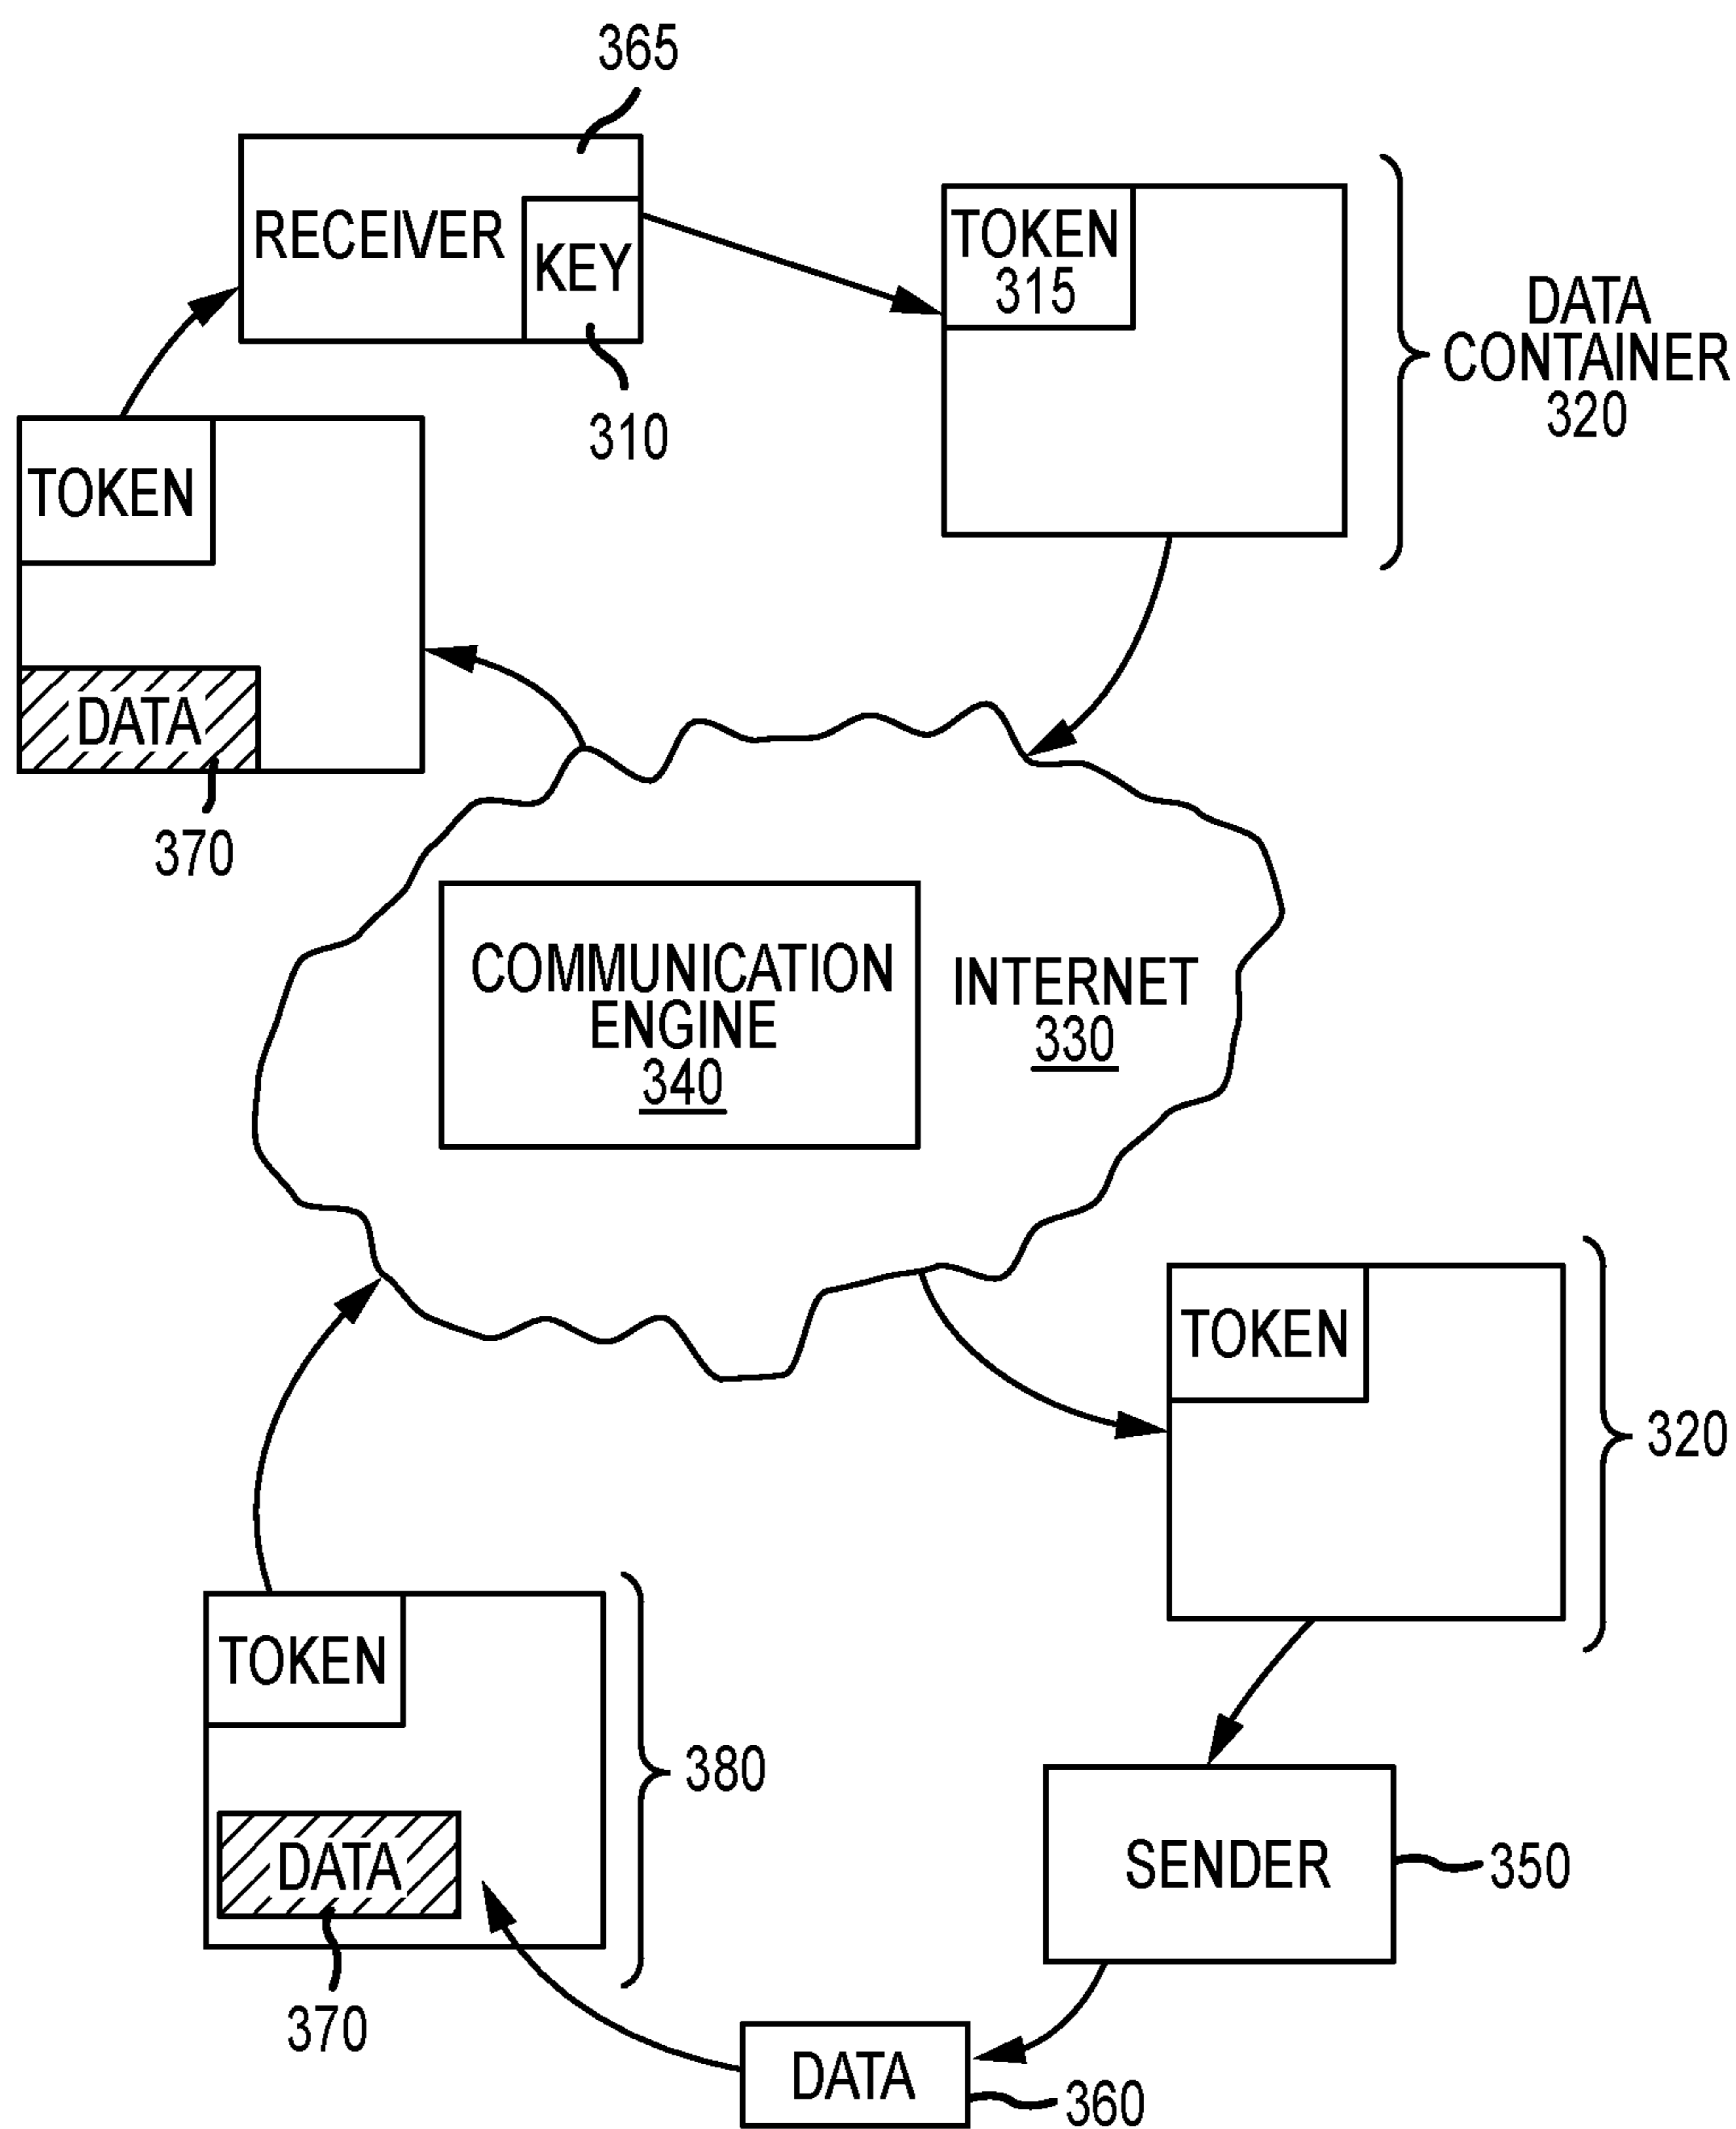 365
RECEIVER
KEY
310
TOKEN
315
DATA
CONTAINER
320
TOKEN
DATA
370
COMMUNICATION
ENGINE
340
INTERNET
330
TOKEN
320
TOKEN
DATA
370
380
SENDER
350
DATA
360